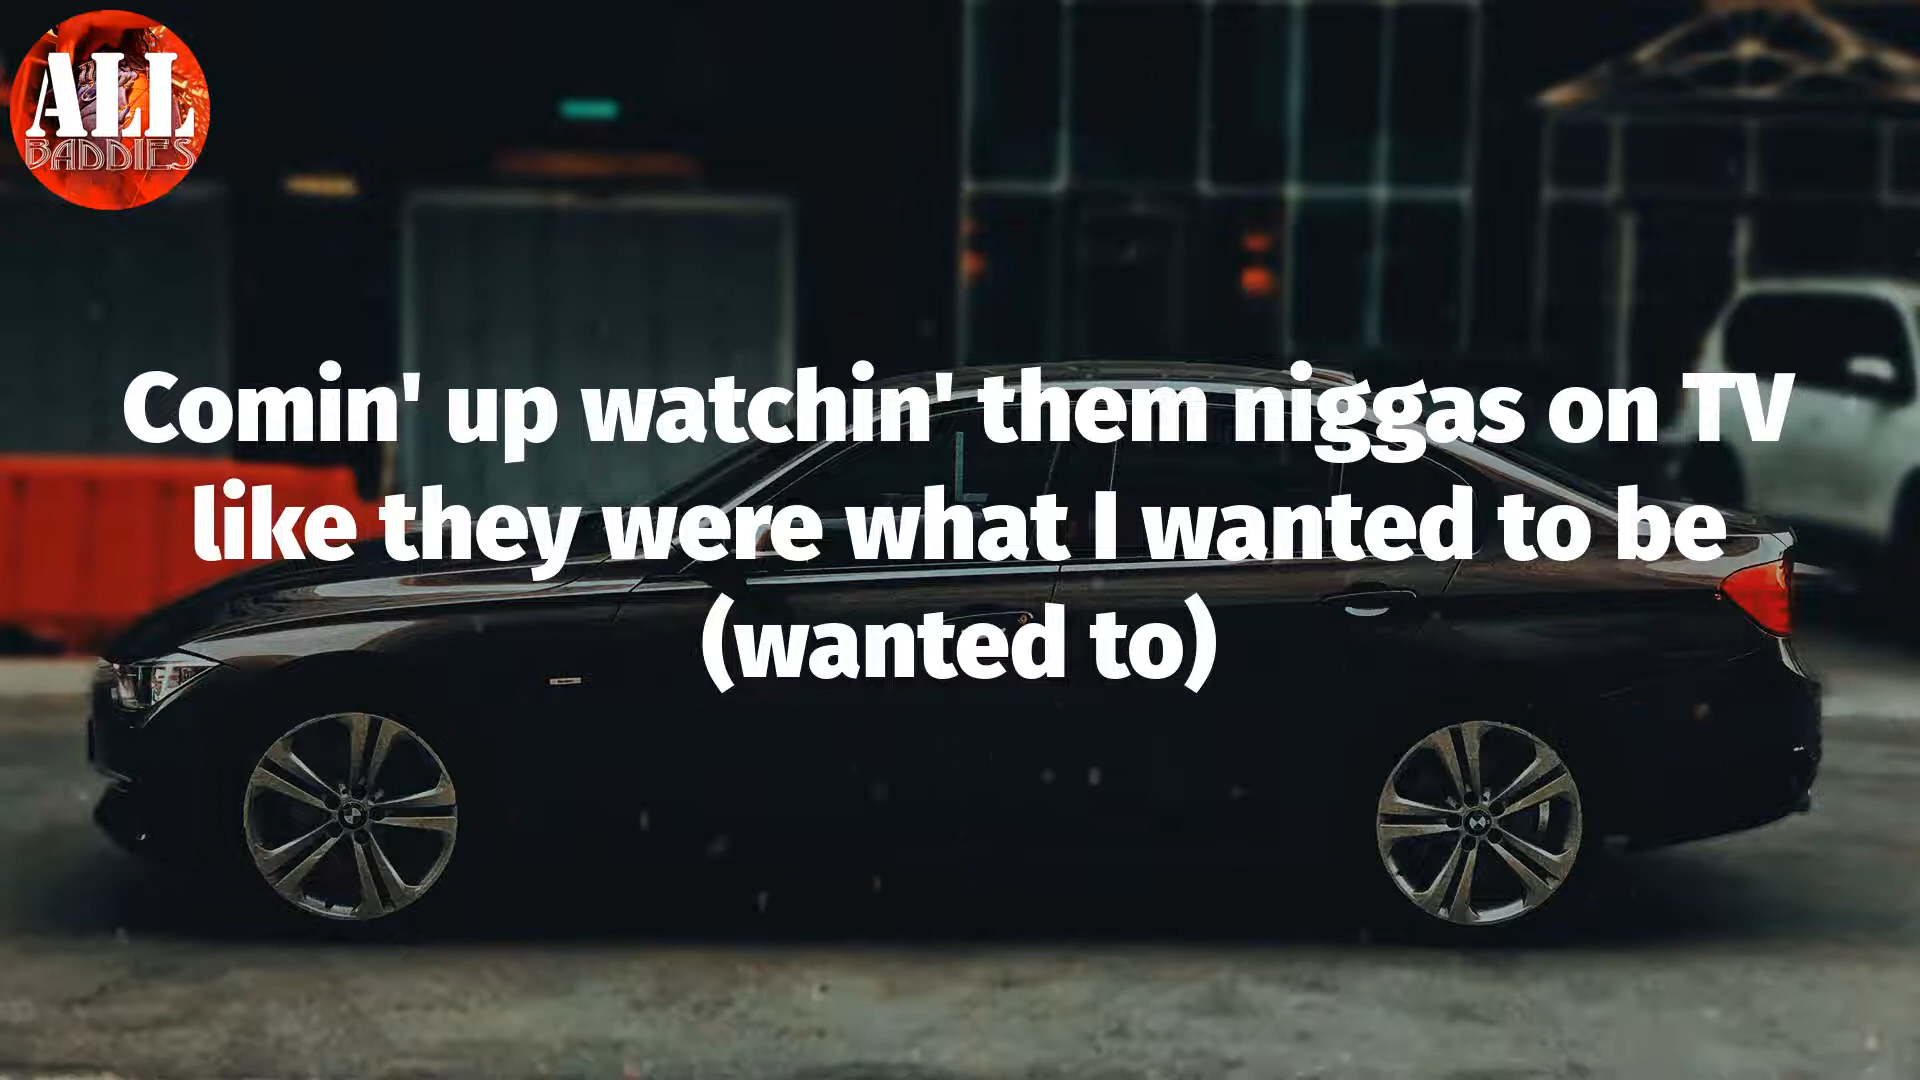 ALL
BADDIES
Comin' up watchin' them niggas on TV
like they were what I wanted to be
(wanted to)